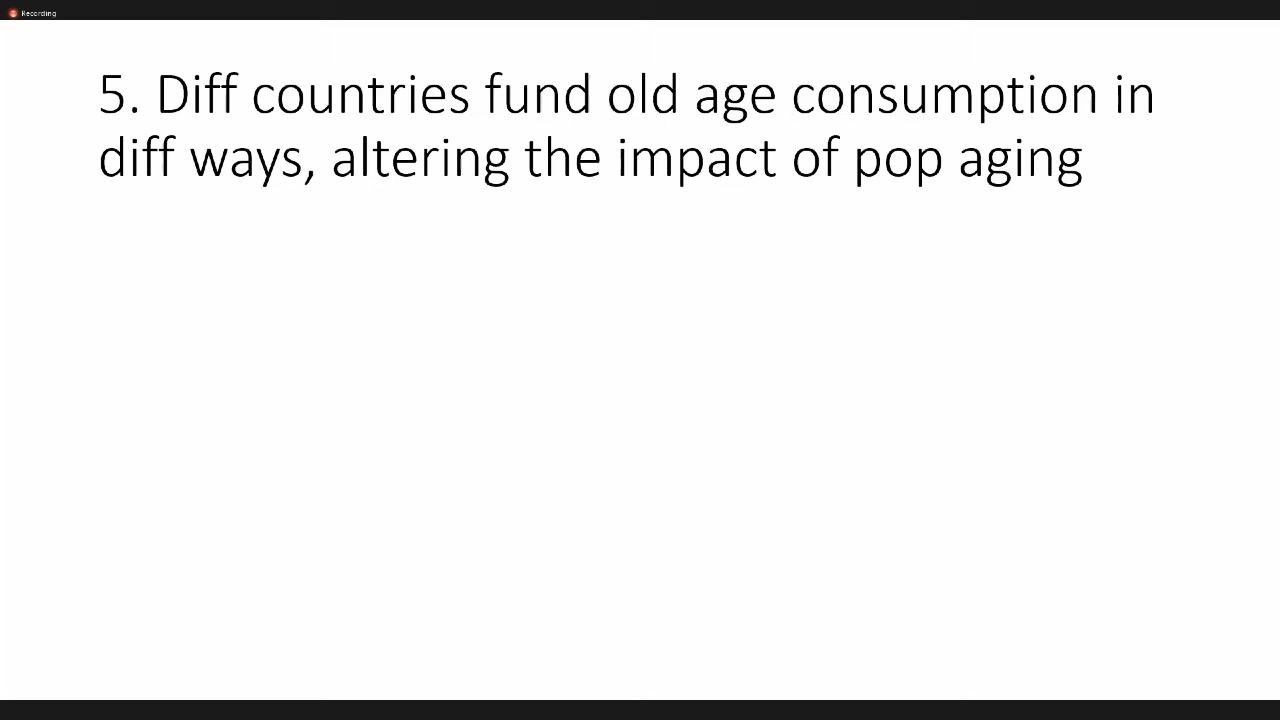 Recording
5. Diff countries fund old age consumption in
diff ways, altering the impact of pop aging